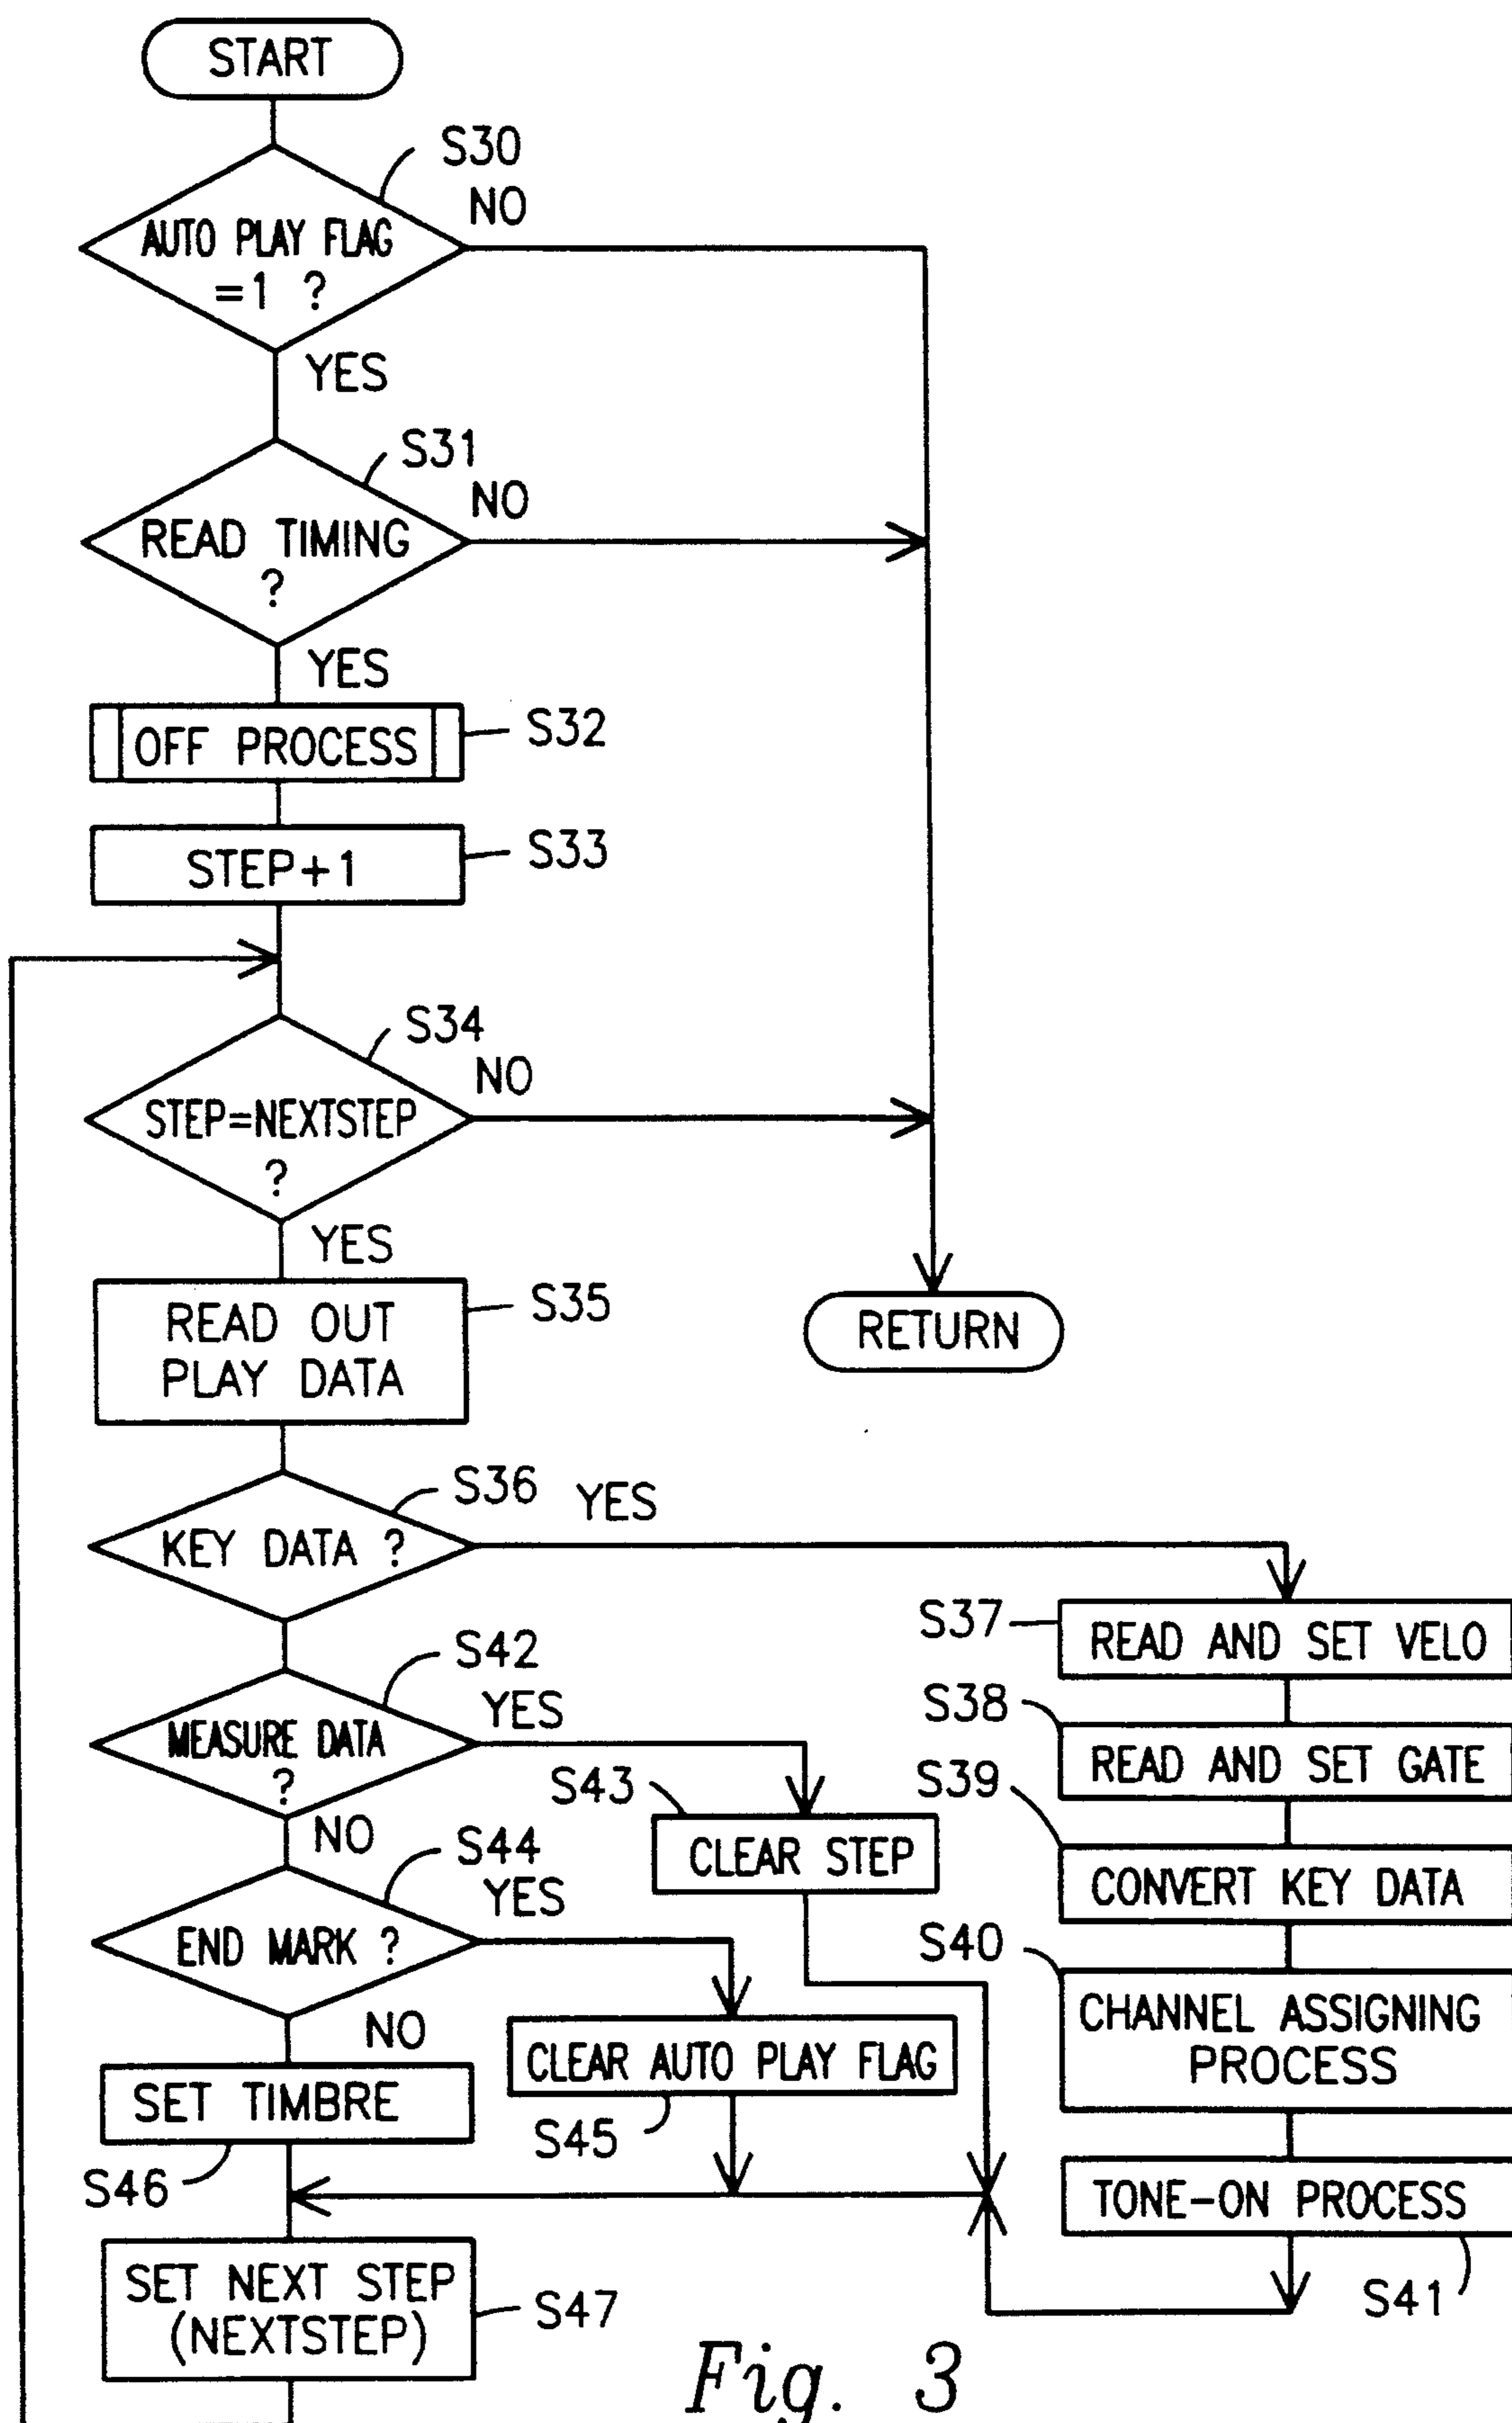 START
S30
NO
AUTO PLAY FLAG
=1 ?
YES
S31
NO
READ TIMING
?
YES
OFF PROCESS
S32
STEP+1
S33
S34
NO
STEP=NEXTSTEP
?
YES
READ OUT
PLAY DATA
S35
RETURN
S36
YES
KEY DATA ?
S37
READ AND SET VELO
S38
READ AND SET GATE
S39
CONVERT KEY DATA
S40
CHANNEL ASSIGNING
PROCESS
TONE-ON PROCESS
S41
S42
YES
MEASURE DATA
?
NO
S43
CLEAR STEP
S44
YES
END MARK ?
NO
CLEAR AUTO PLAY FLAG
S45
SET TIMBRE
S46
SET NEXT STEP
(NEXTSTEP)
S47
Fig. 3